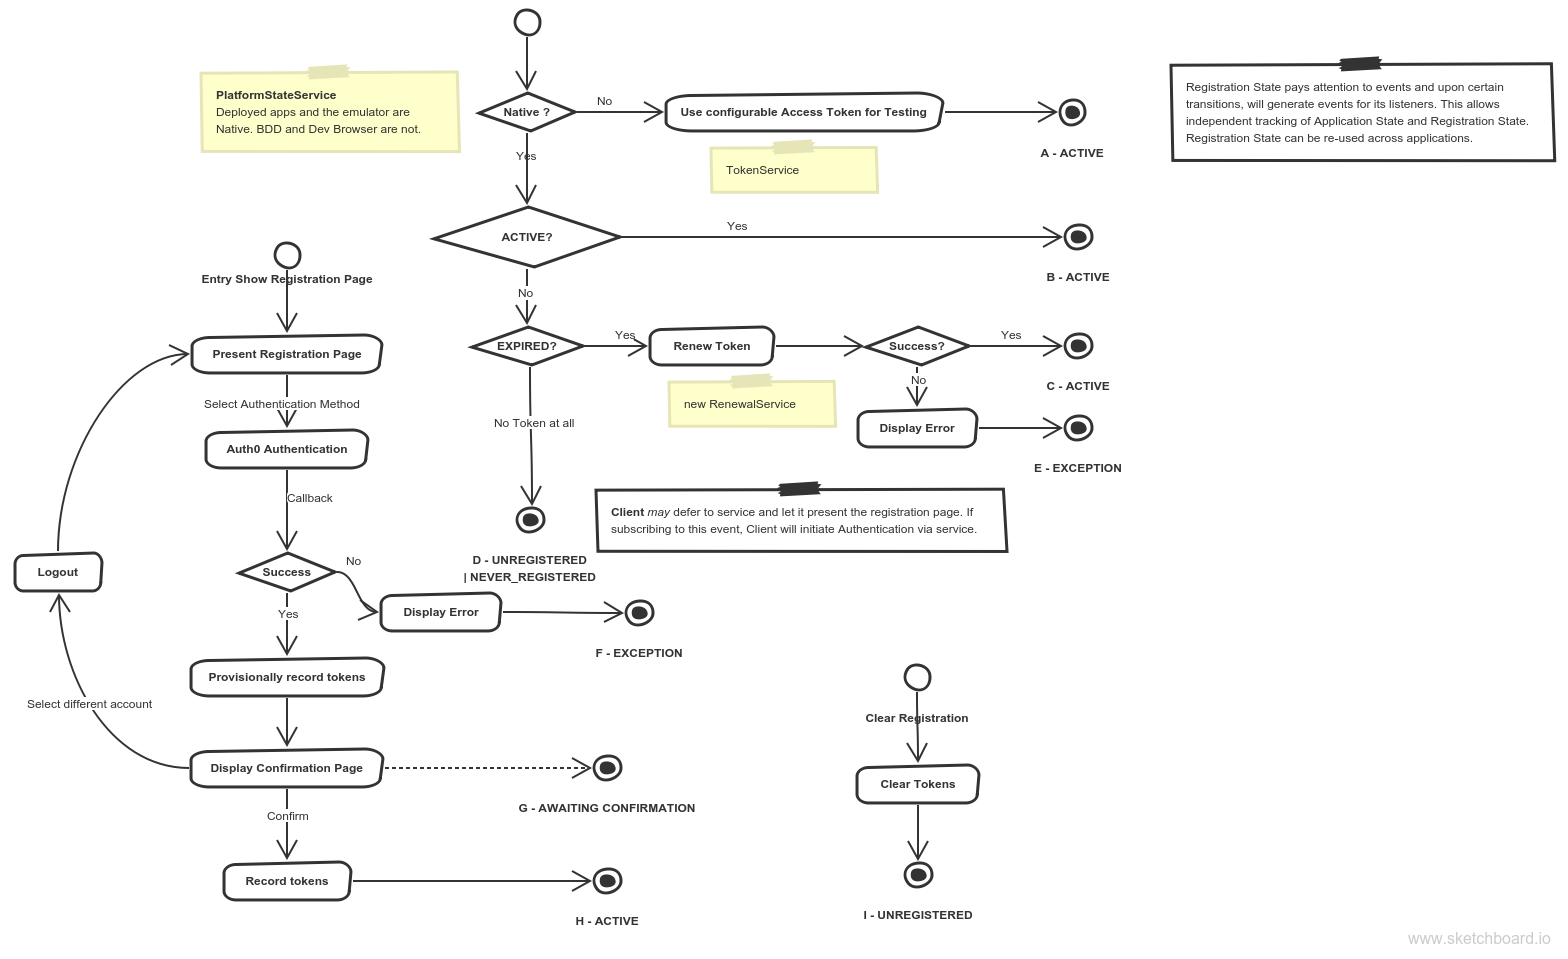 PlatformStateService
Deployed apps and the emulator are
Native. BDD and Dev Browser are not.
Native ?
No
Use configurable Access Token for Testing
A - ACTIVE
Registration State pays attention to events and upon certain
transitions, will generate events for its listeners. This allows
independent tracking of Application State and Registration State.
Registration State can be re-used across applications.
Yes
TokenService
ACTIVE?
Yes
B - ACTIVE
No
EXPIRED?
Yes
Renew Token
Success?
Yes
C - ACTIVE
new RenewalService
No
Display Error
E - EXCEPTION
No Token at all
D - UNREGISTERED
| NEVER_REGISTERED
Client may defer to service and let it present the registration page. If
subscribing to this event, Client will initiate Authentication via service.
Entry Show Registration Page
Present Registration Page
Select Authentication Method
Auth0 Authentication
Callback
Success
No
Display Error
F - EXCEPTION
Yes
Logout
Provisionally record tokens
Select different account
Display Confirmation Page
G - AWAITING CONFIRMATION
Confirm
Record tokens
H - ACTIVE
Clear Registration
Clear Tokens
I - UNREGISTERED
www.sketchboard.io